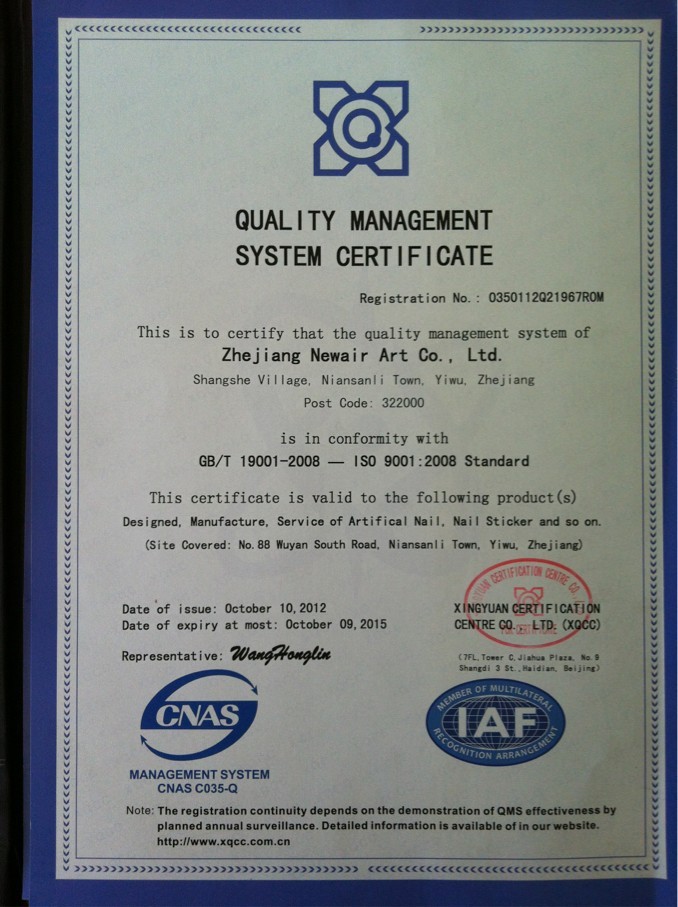 QUALITY MANAGEMENT
SYSTEM CERTIFICATE
Registration No.: 0350112Q21967R0M
This is to certify that the quality management system of
Zhejiang Newair Art Co., Ltd.
Shangshe Village, Niansanli Town, Yiwu, Zhejiang
Post Code: 322000
is in conformity with
GB/T 19001-2008 — ISO 9001:2008 Standard
This certificate is valid to the following product(s)
Designed, Manufacture, Service of Artifical Nail, Nail Sticker and so on.
(Site Covered: No.88 Wuyan South Road, Niansanli Town, Yiwu, Zhejiang)
Date of issue: October 10,2012
Date of expiry at most: October 09,2015
XINGYUAN CERTIFICATION
CENTRE CO., LTD. (XQCC)
Representative: WangHonglin
(7FL,Tower C,Jiahua Plaza, No.9
Shangdi 3 St.,Haidian, Beijing)
CNAS
MANAGEMENT SYSTEM
CNAS C035-Q
MEMBER OF MULTILATERAL
IAF
RECOGNITION ARRANGEMENT
Note: The registration continuity depends on the demonstration of QMS effectiveness by
planned annual surveillance. Detailed information is available of in our website.
http://www.xqcc.com.cn